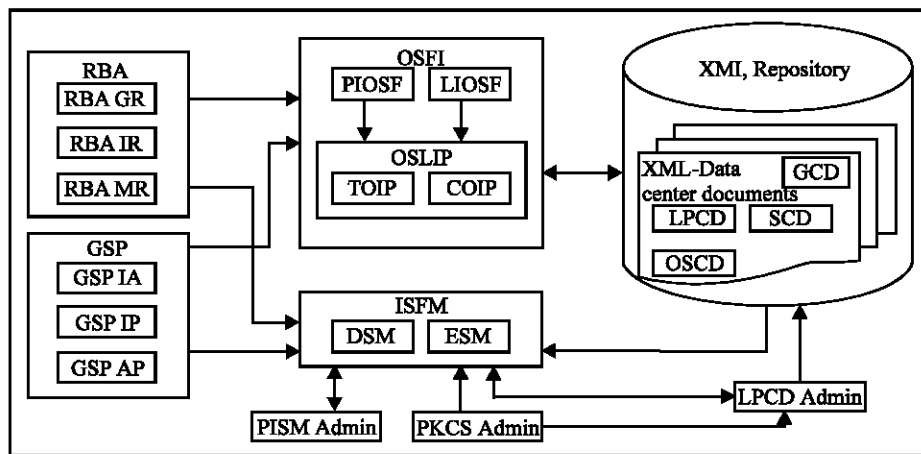 RBA
RBA GR
RBA IR
RBA MR
GSP
GSP IA
GSP IP
GSP AP
OSFI
PIOSF
LIOSF
OSLIP
TOIP
COIP
ISFM
DSM
ESM
PISM Admin
PKCS Admin
LPCD Admin
XMI, Repository
XML-Data
GCD
center documents
LPCD
SCD
OSCD